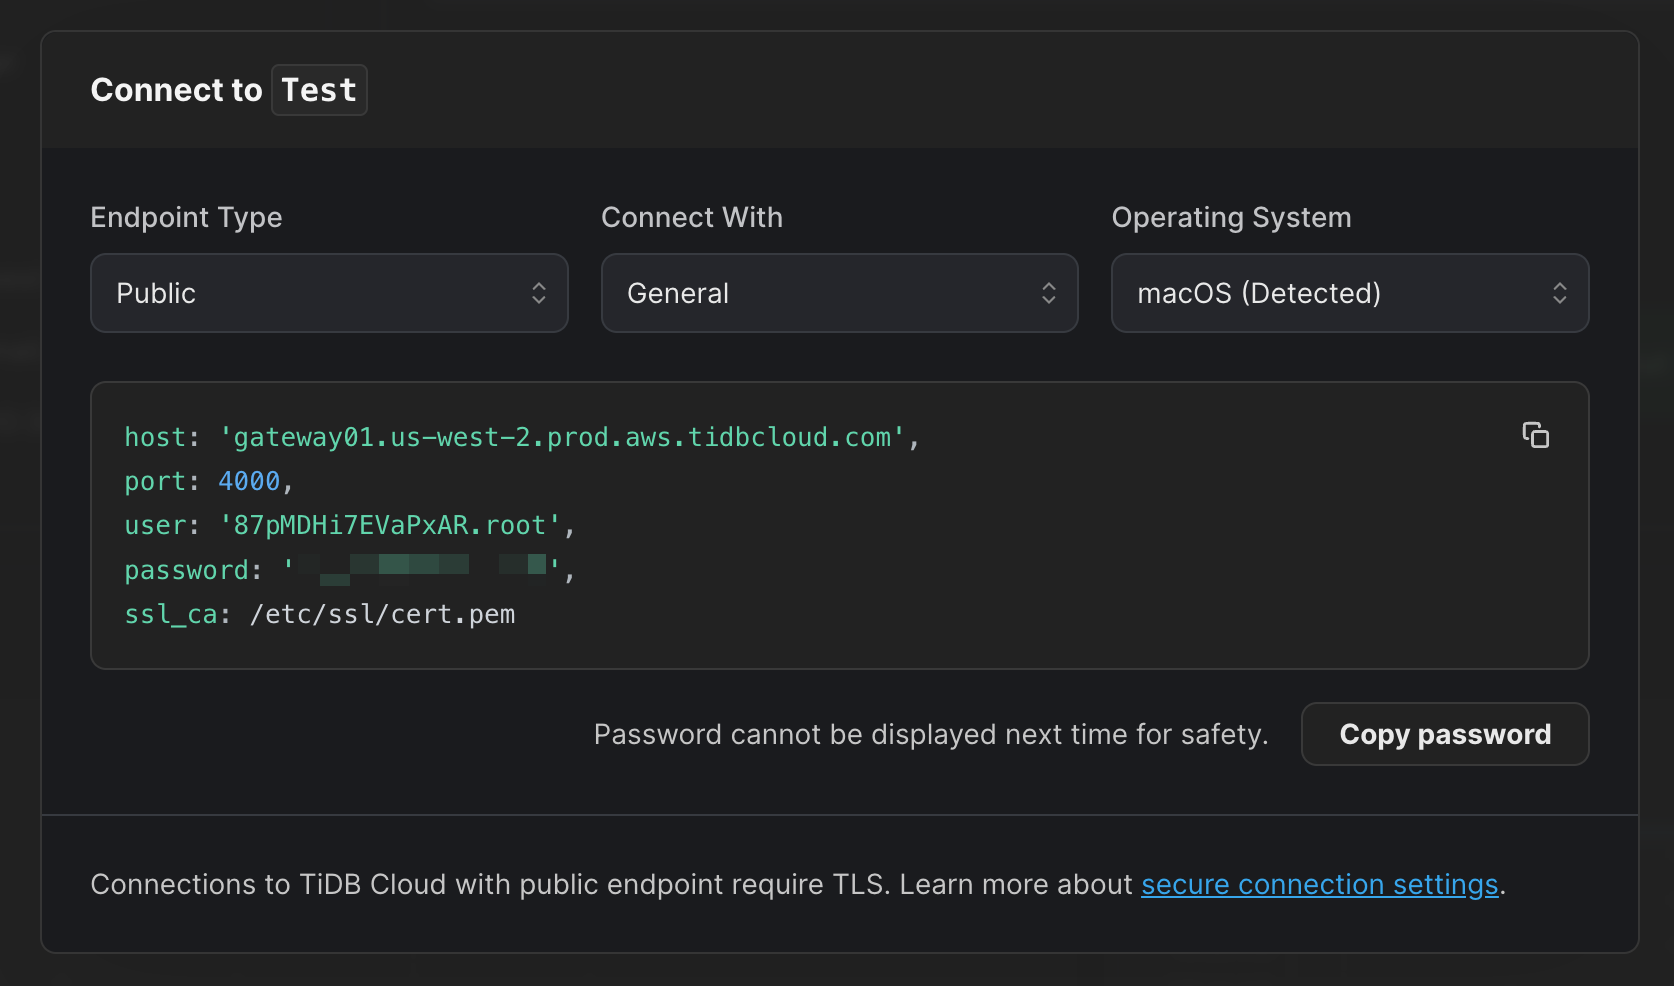 Connect to Test
Endpoint Type
Connect With
Operating System
Public
General
macOS (Detected)
host: 'gateway01.us-west-2.prod.aws.tidbcloud.com',
port: 4000,
user: '87pMDHi7EVaPxAR.root',
password: '',
ssl_ca: /etc/ssl/cert.pem
Password cannot be displayed next time for safety.
Copy password
Connections to TiDB Cloud with public endpoint require TLS. Learn more about secure connection settings.